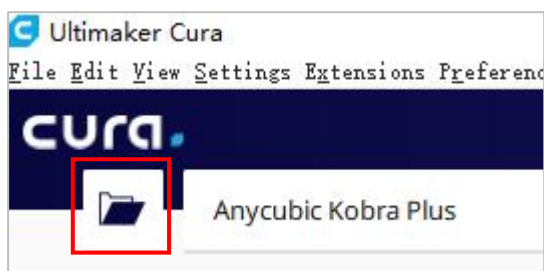 Ultimaker Cura
File Edit View Settings Extensions Preferenc
cura.
Anycubic Kobra Plus